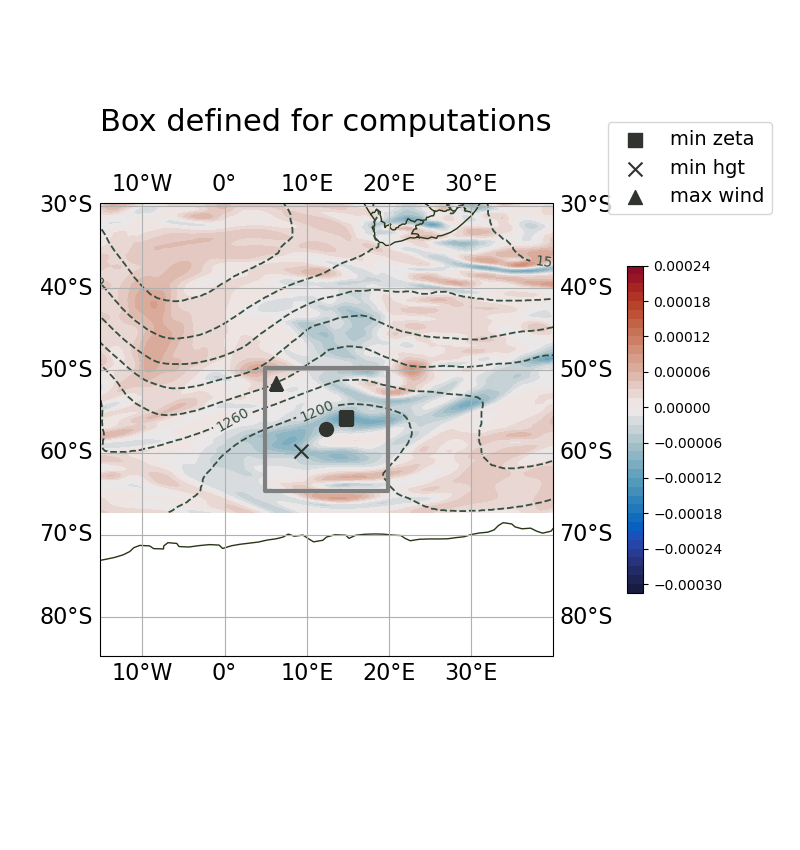 Box defined for computations
min zeta
min hgt
max wind
10°W 0° 10°E 20°E 30°E
30°S 30°S
40°S 40°S
50°S 50°S
60°S 60°S
70°S 70°S
80°S 80°S
10°W 0° 10°E 20°E 30°E
15
1260
1200
0.00024
0.00018
0.00012
0.00006
0.00000
−0.00006
−0.00012
−0.00018
−0.00024
−0.00030